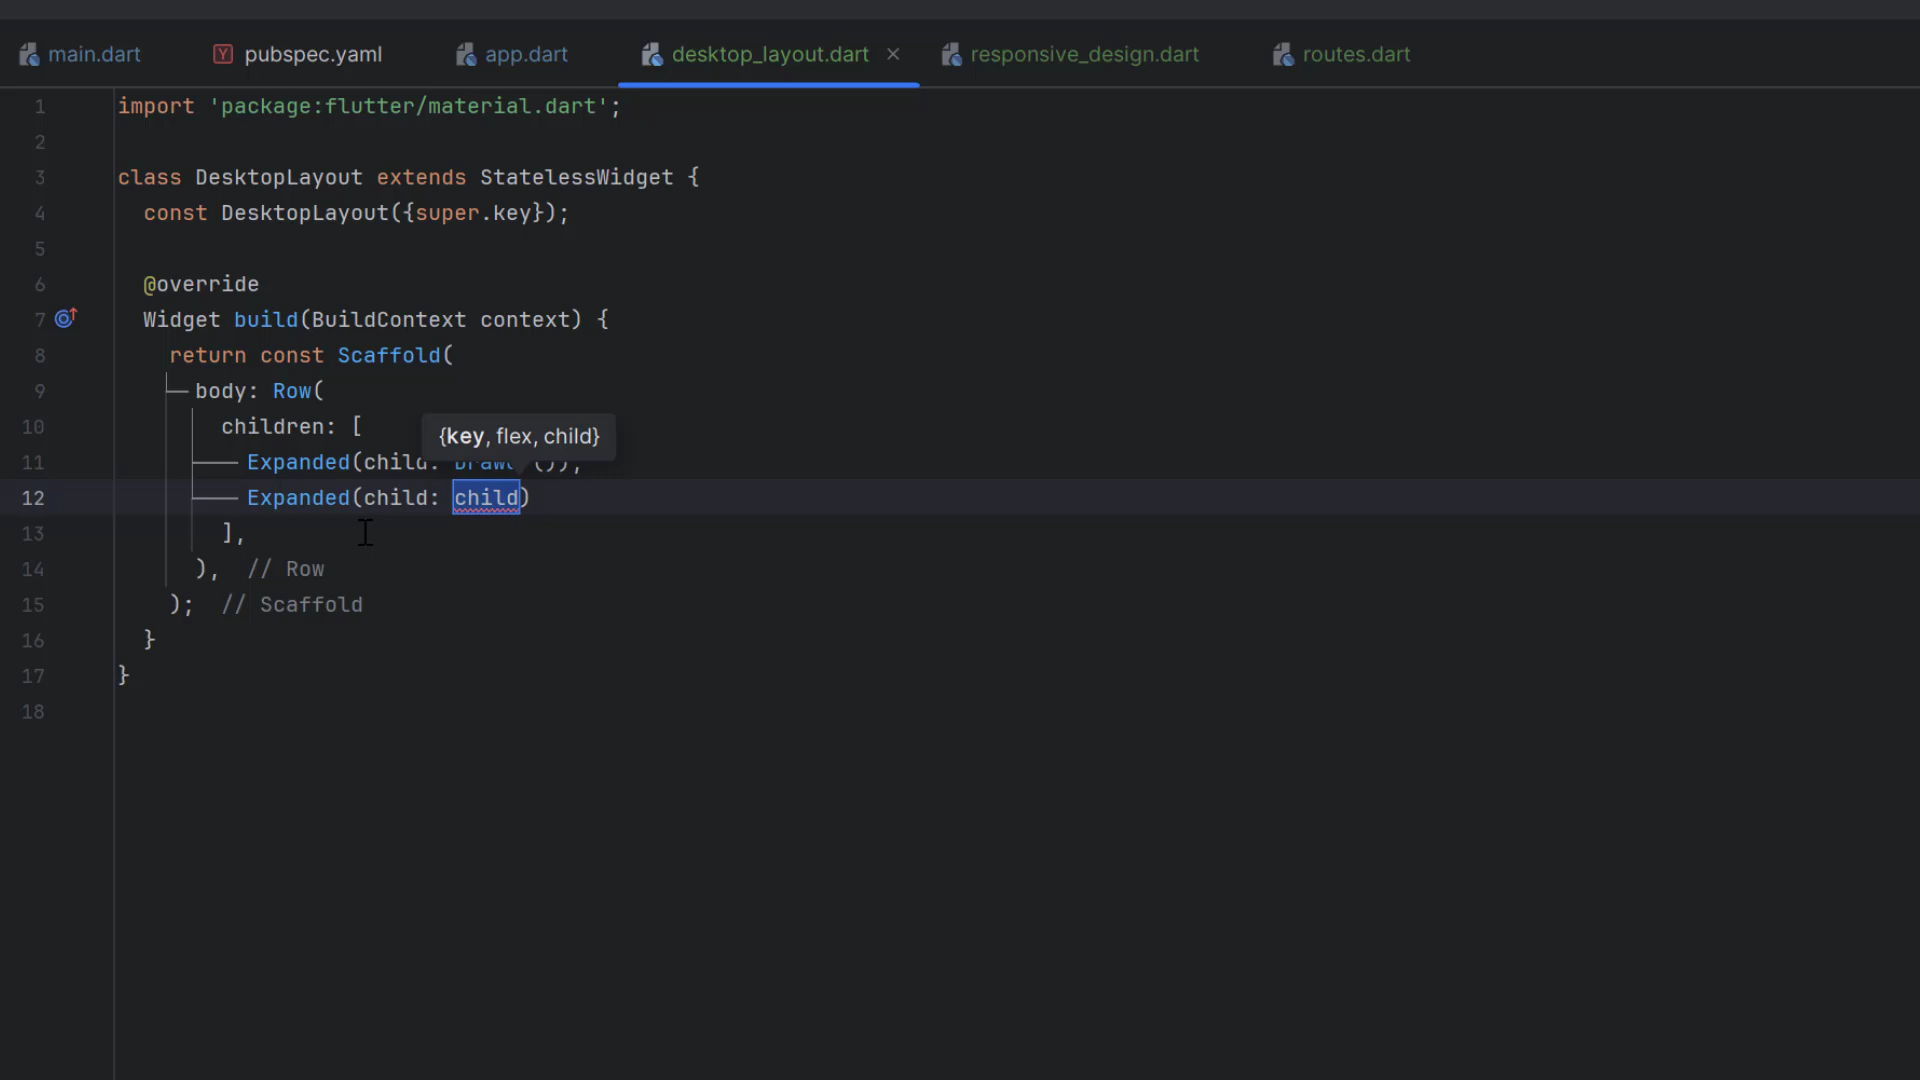 main.dart pubspec.yaml app.dart desktop_layout.dart responsive_design.dart routes.dart
1 import 'package:flutter/material.dart';
2
3 class DesktopLayout extends StatelessWidget {
4 const DesktopLayout({super.key});
5
6 @override
7 Widget build(BuildContext context) {
8 return const Scaffold(
9 body: Row(
10 children: [
{key, flex, child}
11 Expanded(child: ()),
12 Expanded(child: child)
13 ],
14 ), // Row
15 ); // Scaffold
16 }
17 }
18